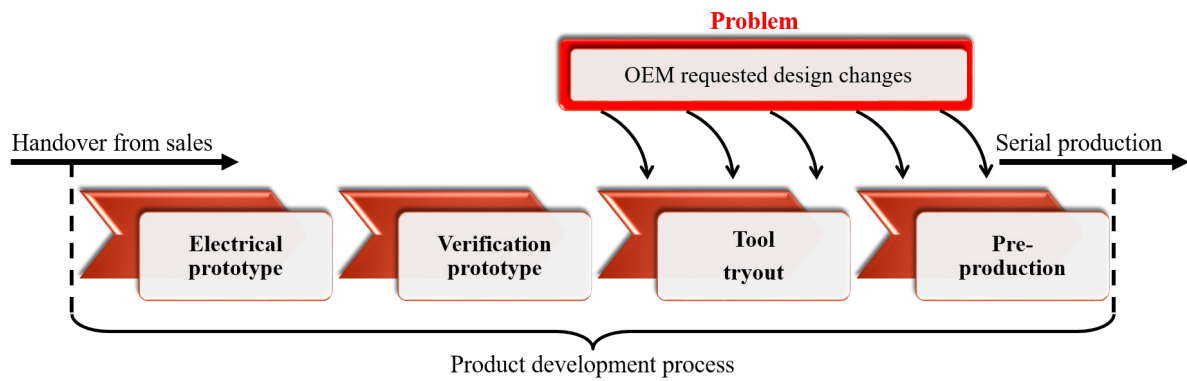 Problem
OEM requested design changes
Handover from sales
Serial production
Electrical
prototype
Verification
prototype
Tool
tryout
Pre-
production
Product development process